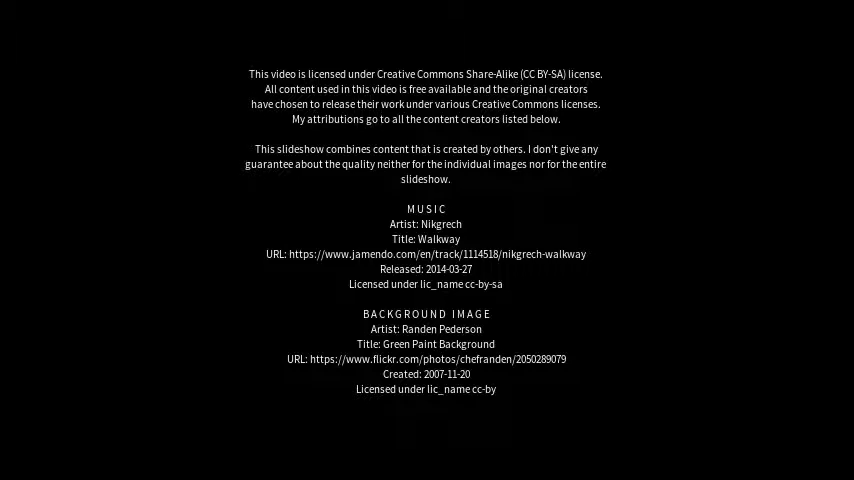 This video is licensed under Creative Commons Share-Alike (CC BY-SA) license.
All content used in this video is free available and the original creators
have chosen to release their work under various Creative Commons licenses.
My attributions go to all the content creators listed below.
This slideshow combines content that is created by others. I don't give any
guarantee about the quality neither for the individual images nor for the entire
slideshow.
M U S I C
Artist: Nikgrech
Title: Walkway
URL: https://www.jamendo.com/en/track/1114518/nikgrech-walkway
Released: 2014-03-27
Licensed under lic_name cc-by-sa
B A C K G R O U N D   I M A G E
Artist: Randen Pederson
Title: Green Paint Background
URL: https://www.flickr.com/photos/chefranden/2050289079
Created: 2007-11-20
Licensed under lic_name cc-by